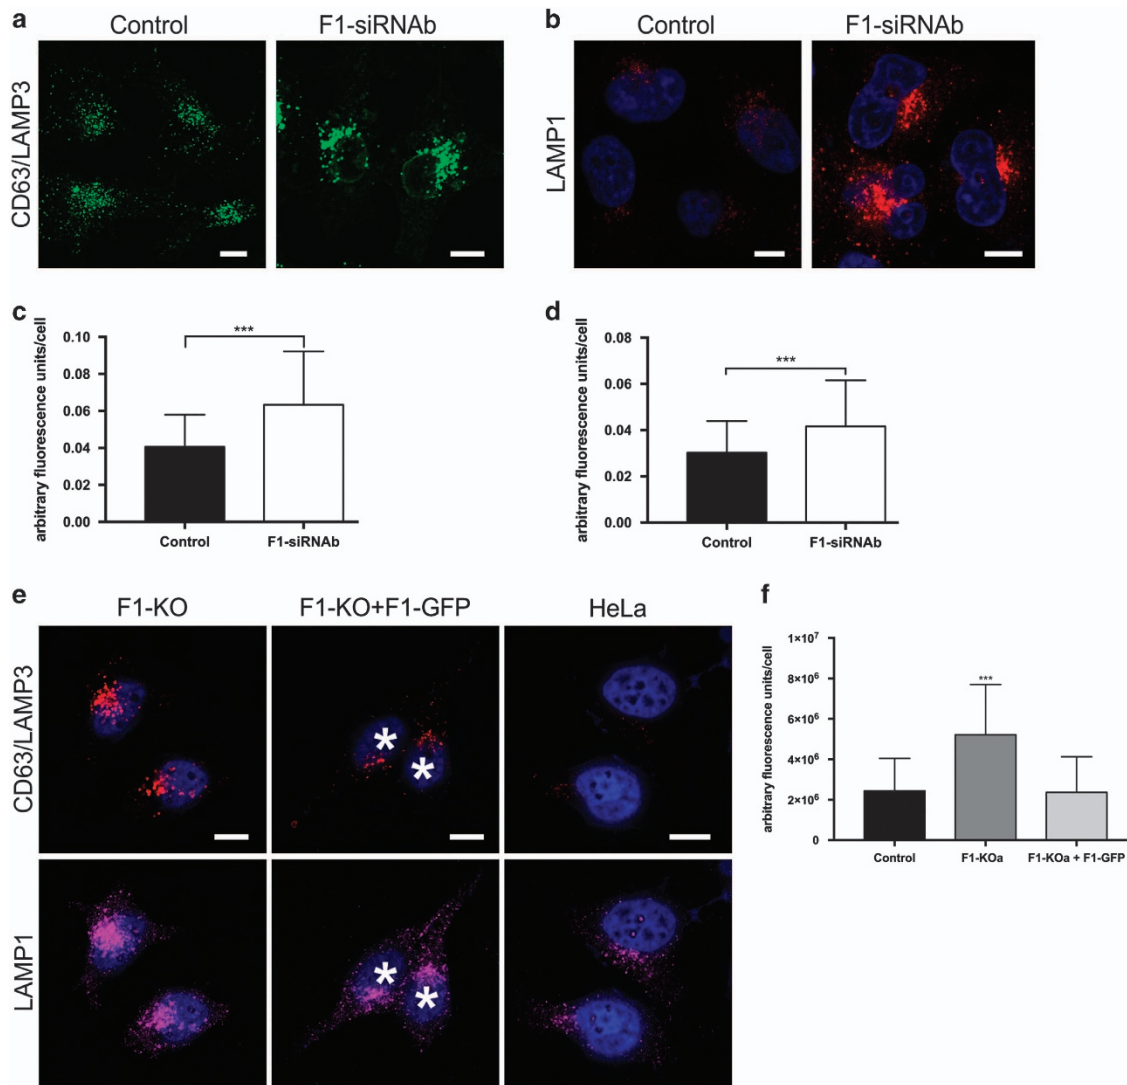 a
Control F1-siRNAb
CD63/LAMP3
b
Control F1-siRNAb
LAMP1
c
arbitrary fluorescence units/cell
0.10
0.08
0.06
0.04
0.02
0.00
***
Control F1-siRNAb
d
arbitrary fluorescence units/cell
0.08
0.06
0.04
0.02
0.00
***
Control F1-siRNAb
e
F1-KO F1-KO+F1-GFP HeLa
CD63/LAMP3
* *
LAMP1
* *
f
arbitrary fluorescence units/cell
1×10⁷
8×10⁶
6×10⁶
4×10⁶
2×10⁶
0
***
Control F1-KOa F1-KOa + F1-GFP